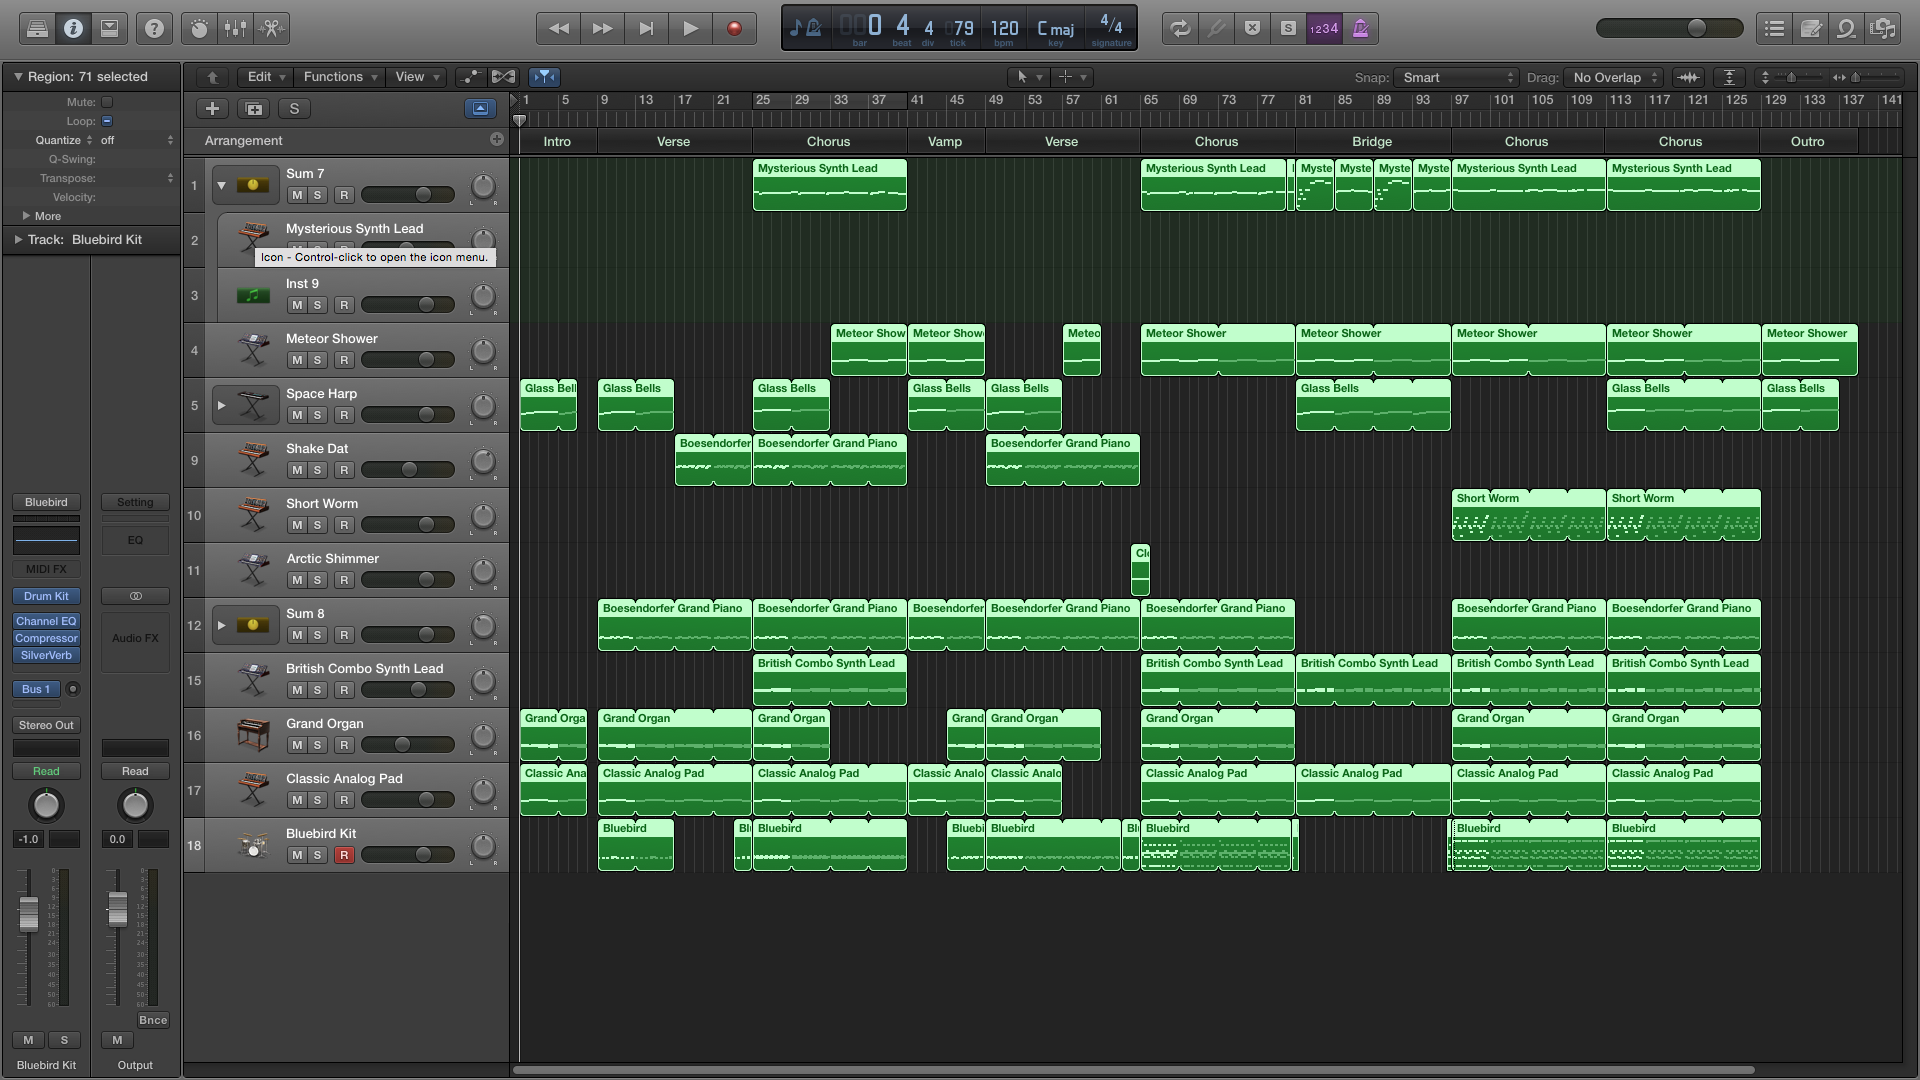 0 4 4 79 120 C maj 4/4
bar beat div tick bpm key signature
S 1234
Region: 71 selected
Edit Functions View Snap: Smart Drag: No Overlap
Mute:
Loop:
Quantize off
Q-Swing:
Transpose:
Velocity:
More
Track: Bluebird Kit
S
1 5 9 13 17 21 25 29 33 37 41 45 49 53 57 61 65 69 73 77 81 85 89 93 97 101 105 109 113 117 121 125 129 133 137 141
Arrangement Intro Verse Chorus Vamp Verse Chorus Bridge Chorus Chorus Outro
1 Sum 7 Mysterious Synth Lead Mysterious Synth Lead Myste Myste Myste Myste Mysterious Synth Lead Mysterious Synth Lead
M S R L R
2 Mysterious Synth Lead
Icon - Control-click to open the icon menu.
3 Inst 9
M S R L R
4 Meteor Shower Meteor Show Meteor Show Meteo Meteor Shower Meteor Shower Meteor Shower Meteor Shower Meteor Shower
M S R L R
5 Space Harp Glass Bell Glass Bells Glass Bells Glass Bells Glass Bells Glass Bells Glass Bells Glass Bells
M S R L R
9 Shake Dat Boesendorfer Boesendorfer Grand Piano Boesendorfer Grand Piano
M S R L R
10 Short Worm Short Worm Short Worm
M S R L R
11 Arctic Shimmer Cl
M S R L R
12 Sum 8 Boesendorfer Grand Piano Boesendorfer Grand Piano Boesendorfer Boesendorfer Grand Piano Boesendorfer Grand Piano Boesendorfer Grand Piano Boesendorfer Grand Piano
M S R L R
15 British Combo Synth Lead British Combo Synth Lead British Combo Synth Lead British Combo Synth Lead British Combo Synth Lead British Combo Synth Lead
M S R L R
16 Grand Organ Grand Orga Grand Organ Grand Organ Grand Grand Organ Grand Organ Grand Organ Grand Organ
M S R L R
17 Classic Analog Pad Classic Ana Classic Analog Pad Classic Analog Pad Classic Analo Classic Analo Classic Analog Pad Classic Analog Pad Classic Analog Pad Classic Analog Pad
M S R L R
18 Bluebird Kit Bluebird Bl Bluebird Bluebi Bluebird Bl Bluebird Bluebird Bluebird
M S R L R
Bluebird Setting
EQ
MIDI FX
Drum Kit
Channel EQ
Compressor Audio FX
SilverVerb
Bus 1
Stereo Out
Read Read
-1.0 0.0
Bnce
M S M
Bluebird Kit Output